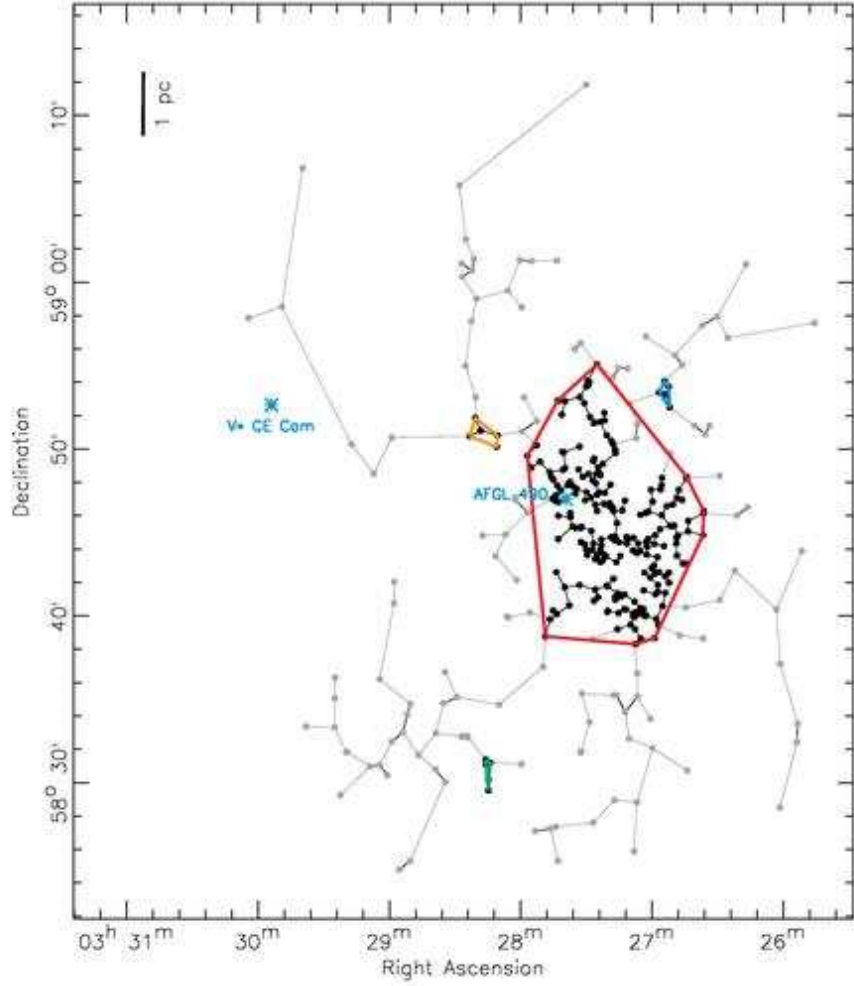 1 pc
10'
59° 00'
V* CE Cam
50'
AFGL 490
40'
58° 30'
Declination
03ʰ 31ᵐ 30ᵐ 29ᵐ 28ᵐ 27ᵐ 26ᵐ
Right Ascension